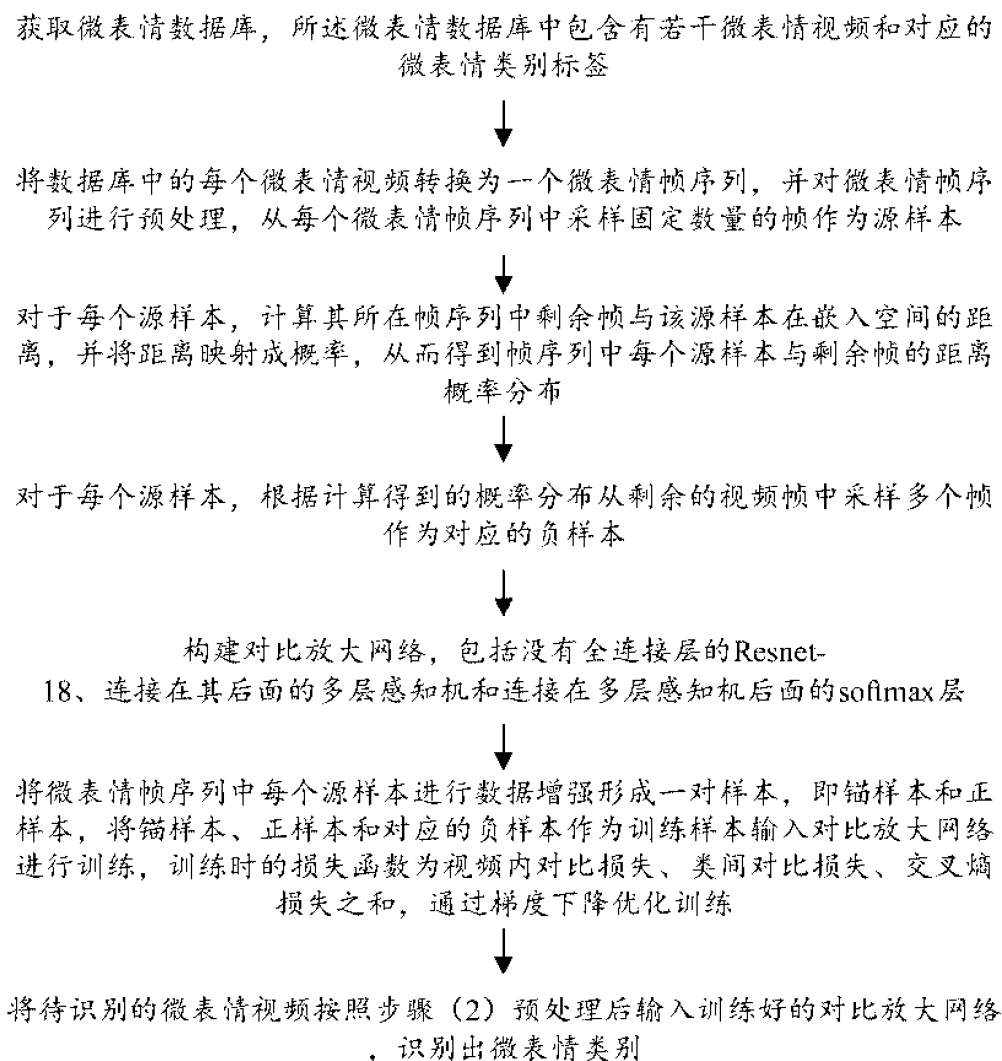 获取微表情数据库，所述微表情数据库中包含有若干微表情视频和对应的
微表情类别标签
将数据库中的每个微表情视频转换为一个微表情帧序列，并对微表情帧序
列进行预处理，从每个微表情帧序列中采样固定数量的帧作为源样本
对于每个源样本，计算其所在帧序列中剩余帧与该源样本在嵌入空间的距
离，并将距离映射成概率，从而得到帧序列中每个源样本与剩余帧的距离
概率分布
对于每个源样本，根据计算得到的概率分布从剩余的视频帧中采样多个帧
作为对应的负样本
构建对比放大网络，包括没有全连接层的Resnet-
18、连接在其后面的多层感知机和连接在多层感知机后面的softmax层
将微表情帧序列中每个源样本进行数据增强形成一对样本，即锚样本和正
样本，将锚样本、正样本和对应的负样本作为训练样本输入对比放大网络
进行训练，训练时的损失函数为视频内对比损失、类间对比损失、交叉熵
损失之和，通过梯度下降优化训练
将待识别的微表情视频按照步骤（2）预处理后输入训练好的对比放大网络
，识别出微表情类别